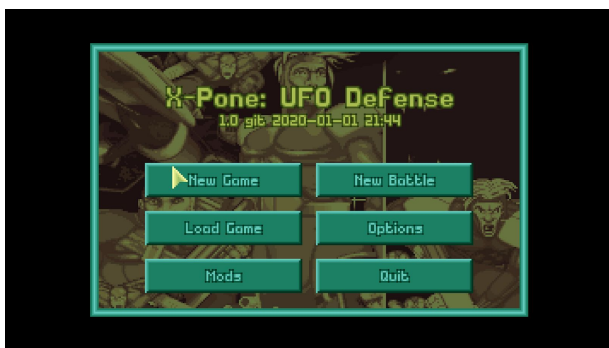 X-Pone: UFO Defense
1.0 git 2020-01-01 21:44
New Game
New Battle
Load Game
Options
Mods
Quit